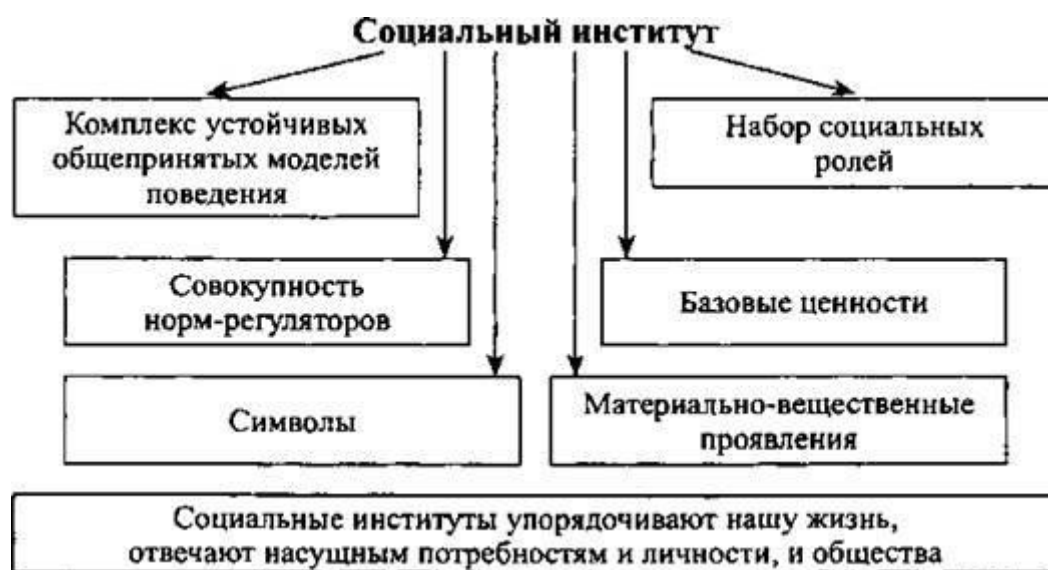 Социальный институт
Комплекс устойчивых
общепринятых моделей
поведения
Набор социальных
ролей
Совокупность
норм-регуляторов
Базовые ценности
Символы
Материально-вещественные
проявления
Социальные институты упорядочивают нашу жизнь,
отвечают насущным потребностям и личности, и общества